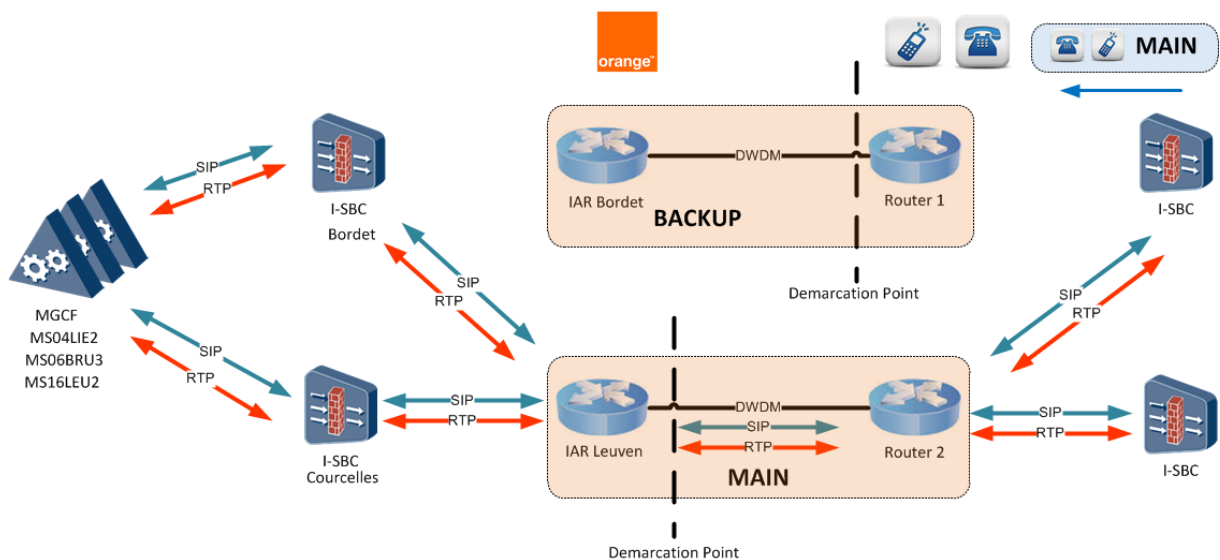 orange™
MAIN
SIP
RTP
I-SBC
Bordet
DWDM
IAR Bordet
Router 1
BACKUP
I-SBC
MGCF
MS04LIE2
MS06BRU3
MS16LEU2
SIP
RTP
Demarcation Point
SIP
RTP
SIP
RTP
SIP
RTP
DWDM
SIP
RTP
SIP
RTP
I-SBC
Courcelles
IAR Leuven
Router 2
I-SBC
MAIN
Demarcation Point